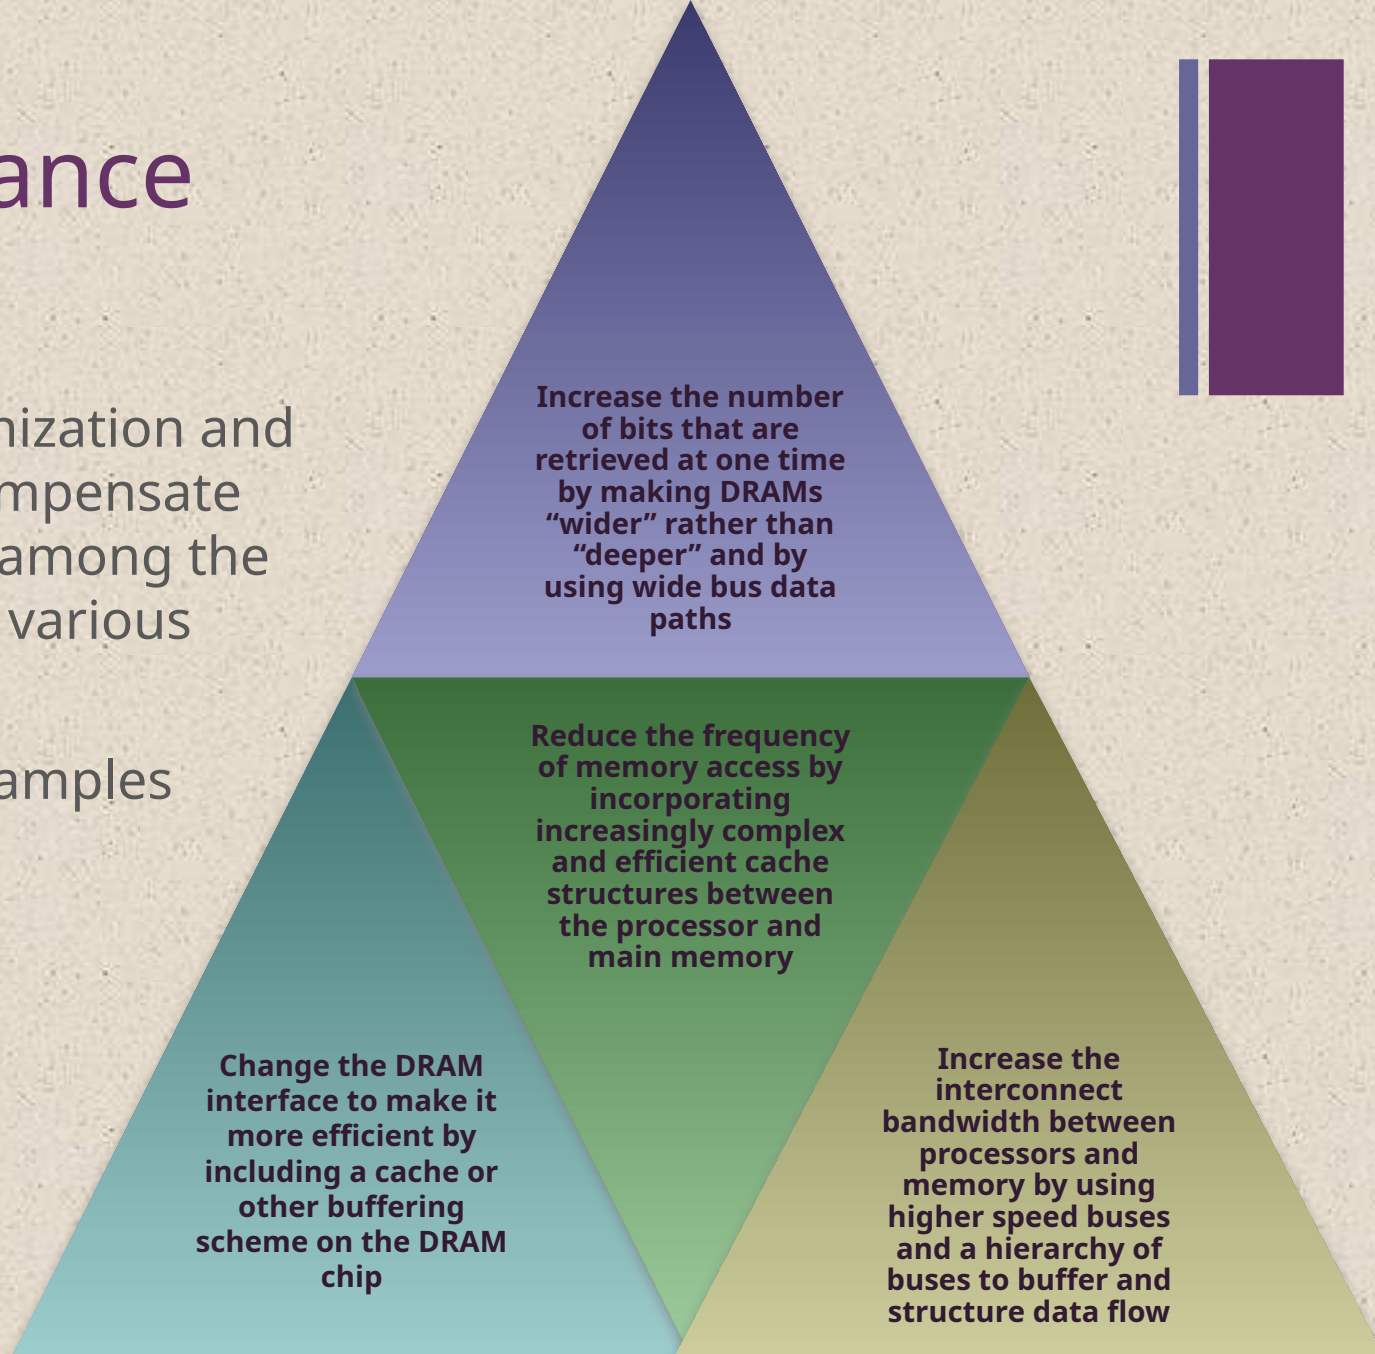 ance
nization and
mpensate
among the
various
amples
Increase the number
of bits that are
retrieved at one time
by making DRAMs
“wider” rather than
“deeper” and by
using wide bus data
paths
Reduce the frequency
of memory access by
incorporating
increasingly complex
and efficient cache
structures between
the processor and
main memory
Change the DRAM
interface to make it
more efficient by
including a cache or
other buffering
scheme on the DRAM
chip
Increase the
interconnect
bandwidth between
processors and
memory by using
higher speed buses
and a hierarchy of
buses to buffer and
structure data flow